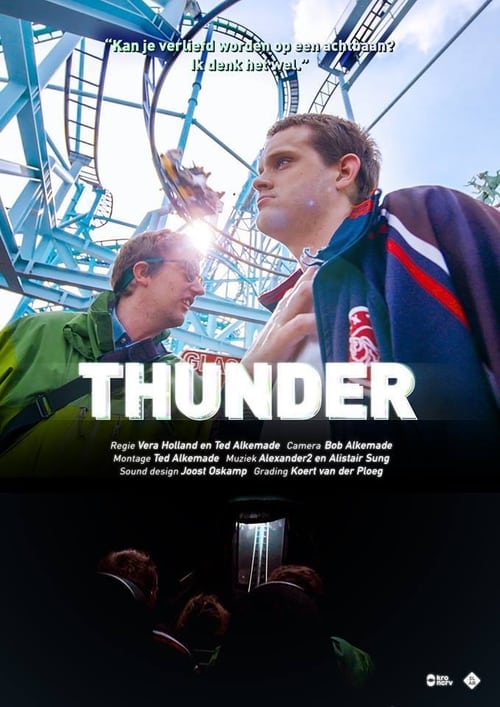 “Kan je verliefd worden op een achtbaan?
Ik denk het wel.”
THUNDER
Regie Vera Holland en Ted Alkemade Camera Bob Alkemade
Montage Ted Alkemade Muziek Alexander2 en Alistair Sung
Sound design Joost Oskamp Grading Koert van der Ploeg
kro
ncrv